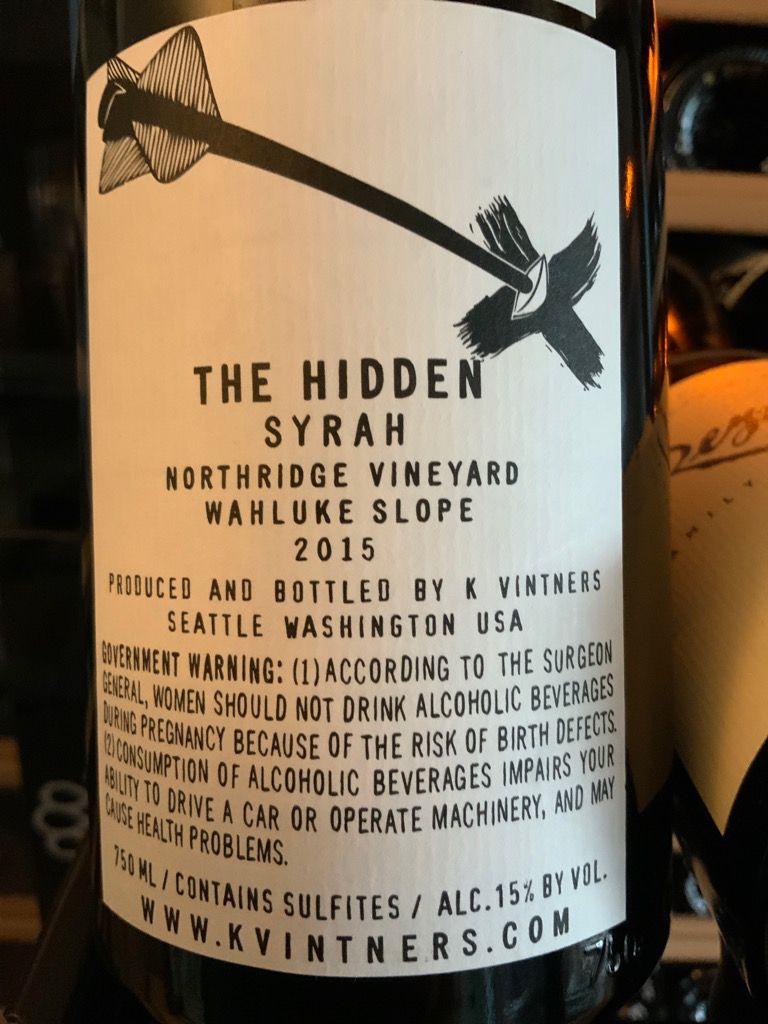 THE HIDDEN
SYRAH
NORTHRIDGE VINEYARD
WAHLUKE SLOPE
2015
PRODUCED AND BOTTLED BY K VINTNERS
SEATTLE WASHINGTON USA
GOVERNMENT WARNING: (1) ACCORDING TO THE SURGEON
GENERAL, WOMEN SHOULD NOT DRINK ALCOHOLIC BEVERAGES
DURING PREGNANCY BECAUSE OF THE RISK OF BIRTH DEFECTS.
(2) CONSUMPTION OF ALCOHOLIC BEVERAGES IMPAIRS YOUR
ABILITY TO DRIVE A CAR OR OPERATE MACHINERY, AND MAY
CAUSE HEALTH PROBLEMS.
750 ML / CONTAINS SULFITES / ALC. 15% BY VOL.
WWW.KVINTNERS.COM